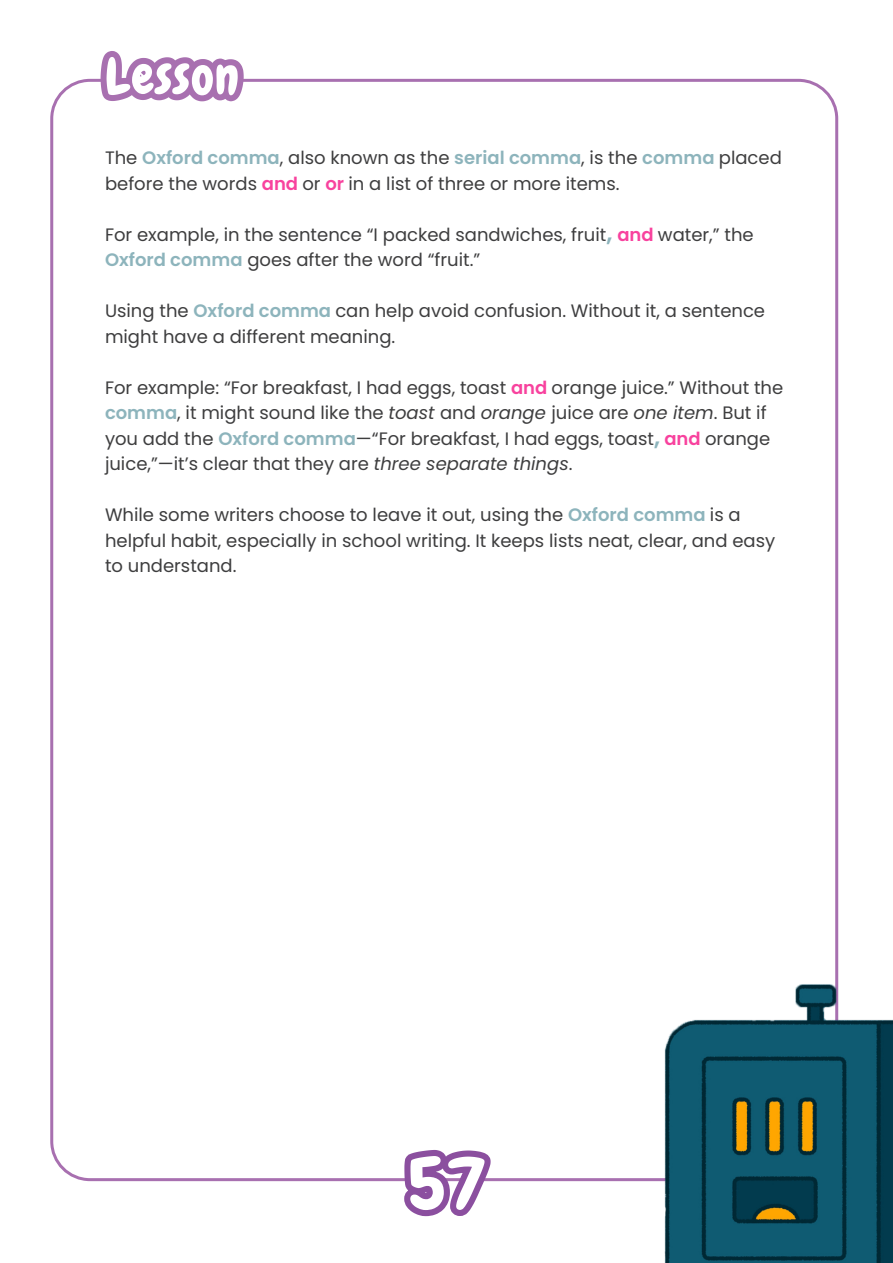 Lesson
The Oxford comma, also known as the serial comma, is the comma placed
before the words and or or in a list of three or more items.
For example, in the sentence “I packed sandwiches, fruit, and water,” the
Oxford comma goes after the word “fruit.”
Using the Oxford comma can help avoid confusion. Without it, a sentence
might have a different meaning.
For example: “For breakfast, I had eggs, toast and orange juice.” Without the
comma, it might sound like the toast and orange juice are one item. But if
you add the Oxford comma—“For breakfast, I had eggs, toast, and orange
juice,”—it’s clear that they are three separate things.
While some writers choose to leave it out, using the Oxford comma is a
helpful habit, especially in school writing. It keeps lists neat, clear, and easy
to understand.
57